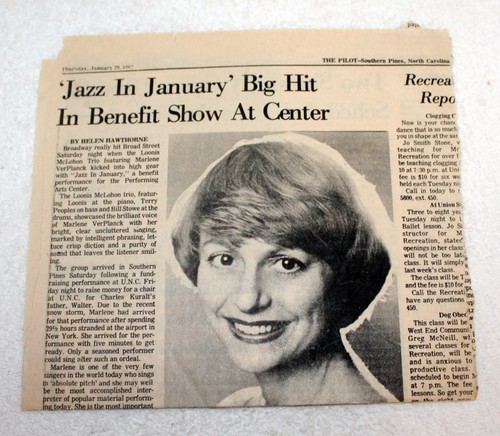 Thursday, January 29,
THE PILOT—Southern Pines, North Carolina
'Jazz In January' Big Hit
In Benefit Show At Center
BY HELEN HAWTHORNE
Broadway really hit Broad Street
Saturday night when the Loonis
McLohon Trio featuring Marlene
VerPlanck kicked into high gear
with "Jazz In January," a benefit
performance for the Performing
Arts Center.
The Loonis McLohon trio, featur-
ing Loonis at the piano, Terry
Peoples on bass and Bill Stowe at the
drums, showcased the brilliant voice
of Marlene VerPlanck with her
bright, clear uncluttered singing,
marked by intelligent phrasing, let-
tuce crisp diction and a purity of
sound that leaves the listener smil-
ing.
The group arrived in Southern
Pines Saturday following a fund-
raising performance at U.N.C. Fri-
day night to raise money for a chair
at U.N.C. for Charles Kuralt's
father, Walter. Due to the recent
snow storm, Marlene had arrived
for that performance after spending
29½ hours stranded at the airport in
New York. She arrived for the per-
formance with five minutes to get
ready. Only a seasoned performer
could sing after such an ordeal.
Marlene is one of the very few
singers in the world today who sings
in 'absolute pitch' and she may well
be the most accomplished inter-
preter of popular material perform-
ing today. She is the most important
Recrea
Repo
Clogging C
Now is your chanc
dance that is so much
you in shape at the sam
Jo Smith Stone, v
teaching for Mr
Recreation for over 1
be teaching clogging
10 at 7:30 p.m. at Un
fee is $10 for six we
held each Tuesday nig
Call in today to
5600, ext. 450.
At Union S
Three to eight yea
Tuesday night to l
Ballet lesson. Jo S
structor for M
Recreation, stated
openings in her class
will not be too late
class. It will simply
last week's class.
The class will be
and the fee is $10 for
Call the Recreat
have any questions,
450.
Dog Obed
This class will be
West End Commun
Greg McNeill, w
several classes for
Recreation, will be
and is anxious to
productive class.
scheduled to begin
at 7 p.m. The fee
lessons. So get your